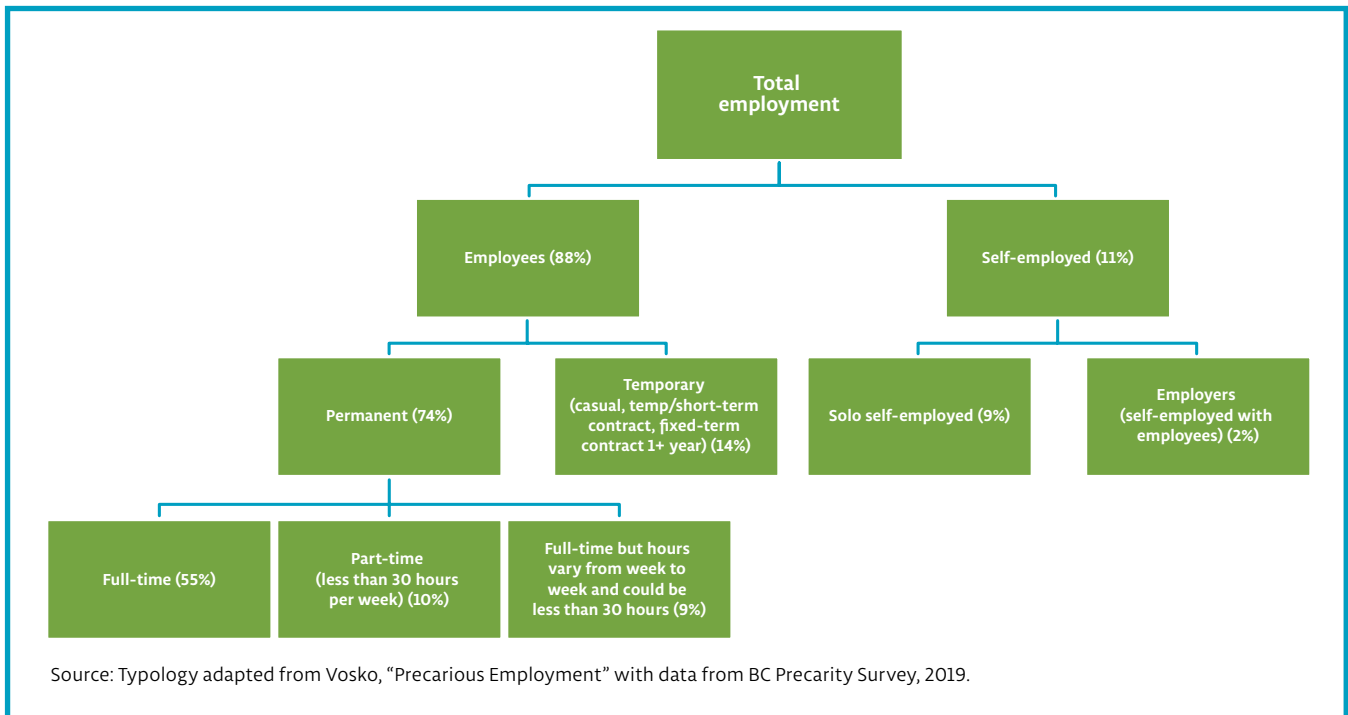 Total
employment
Employees (88%)
Self-employed (11%)
Permanent (74%)
Temporary
(casual, temp/short-term
contract, fixed-term
contract 1+ year) (14%)
Solo self-employed (9%)
Employers
(self-employed with
employees) (2%)
Full-time (55%)
Part-time
(less than 30 hours
per week) (10%)
Full-time but hours
vary from week to
week and could be
less than 30 hours (9%)
Source: Typology adapted from Vosko, “Precarious Employment” with data from BC Precarity Survey, 2019.